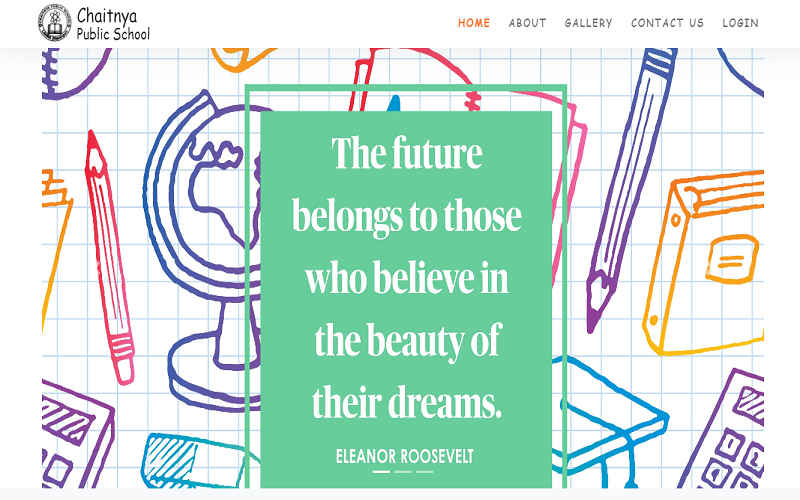 Chaitnya
Public School
HOME ABOUT GALLERY CONTACT US LOGIN
The future
belongs to those
who believe in
the beauty of
their dreams.
ELEANOR ROOSEVELT